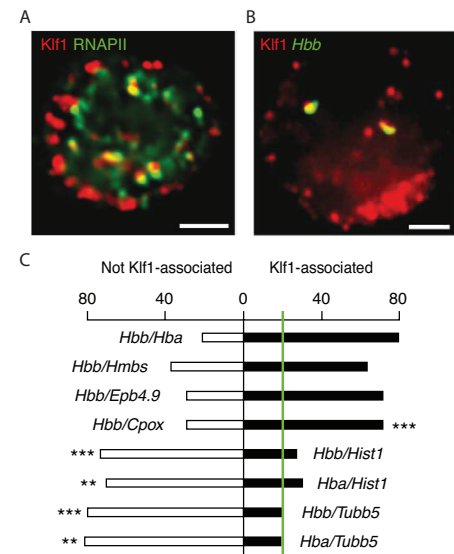 A
B
Klf1 RNAPII
Klf1 Hbb
C
Not Klf1-associated Klf1-associated
80 40 0 40 80
Hbb/Hba
Hbb/Hmbs
Hbb/Epb4.9
Hbb/Cpox ***
*** Hbb/Hist1
** Hba/Hist1
*** Hbb/Tubb5
** Hba/Tubb5